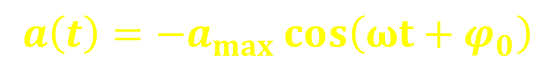 a(t) = −a_max cos(ωt + φ₀)